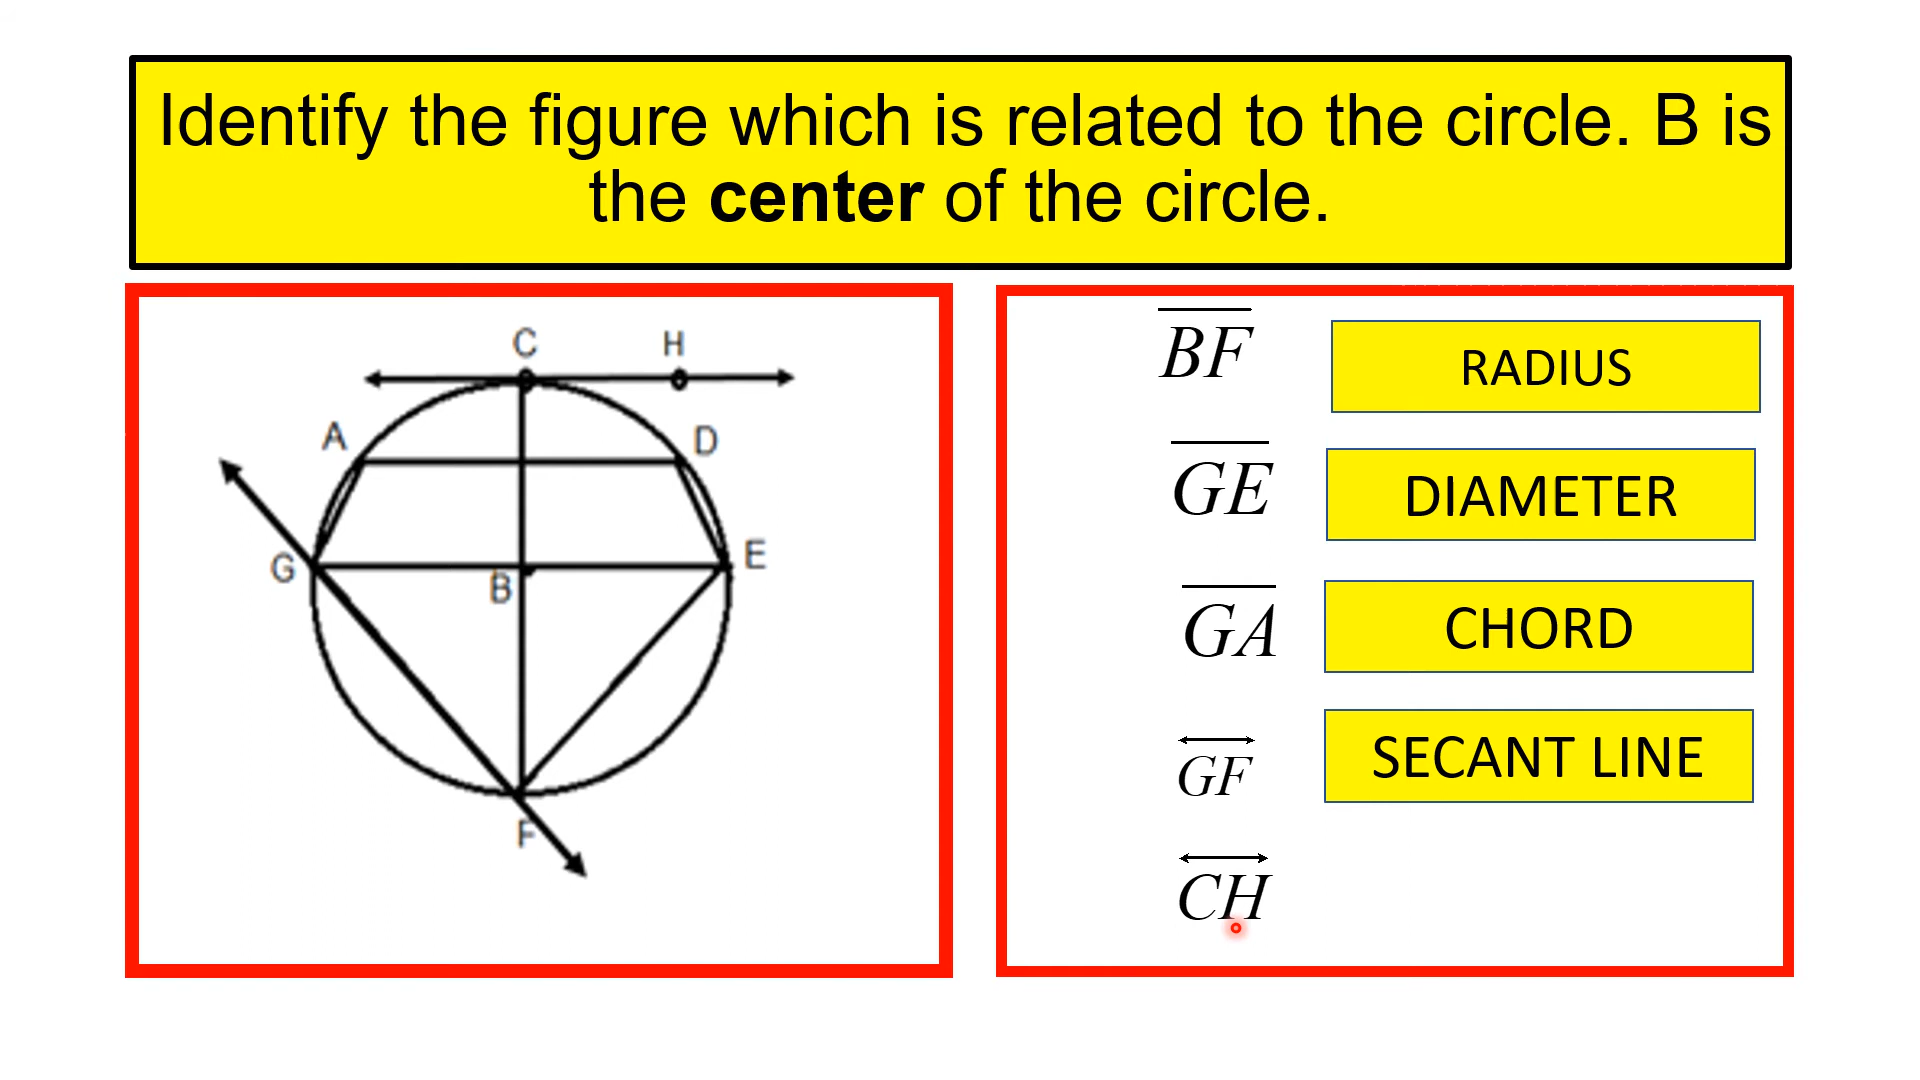 Identify the figure which is related to the circle. B is
the center of the circle.
C H
A D
G B E
F
BF RADIUS
GE DIAMETER
GA CHORD
GF SECANT LINE
CH